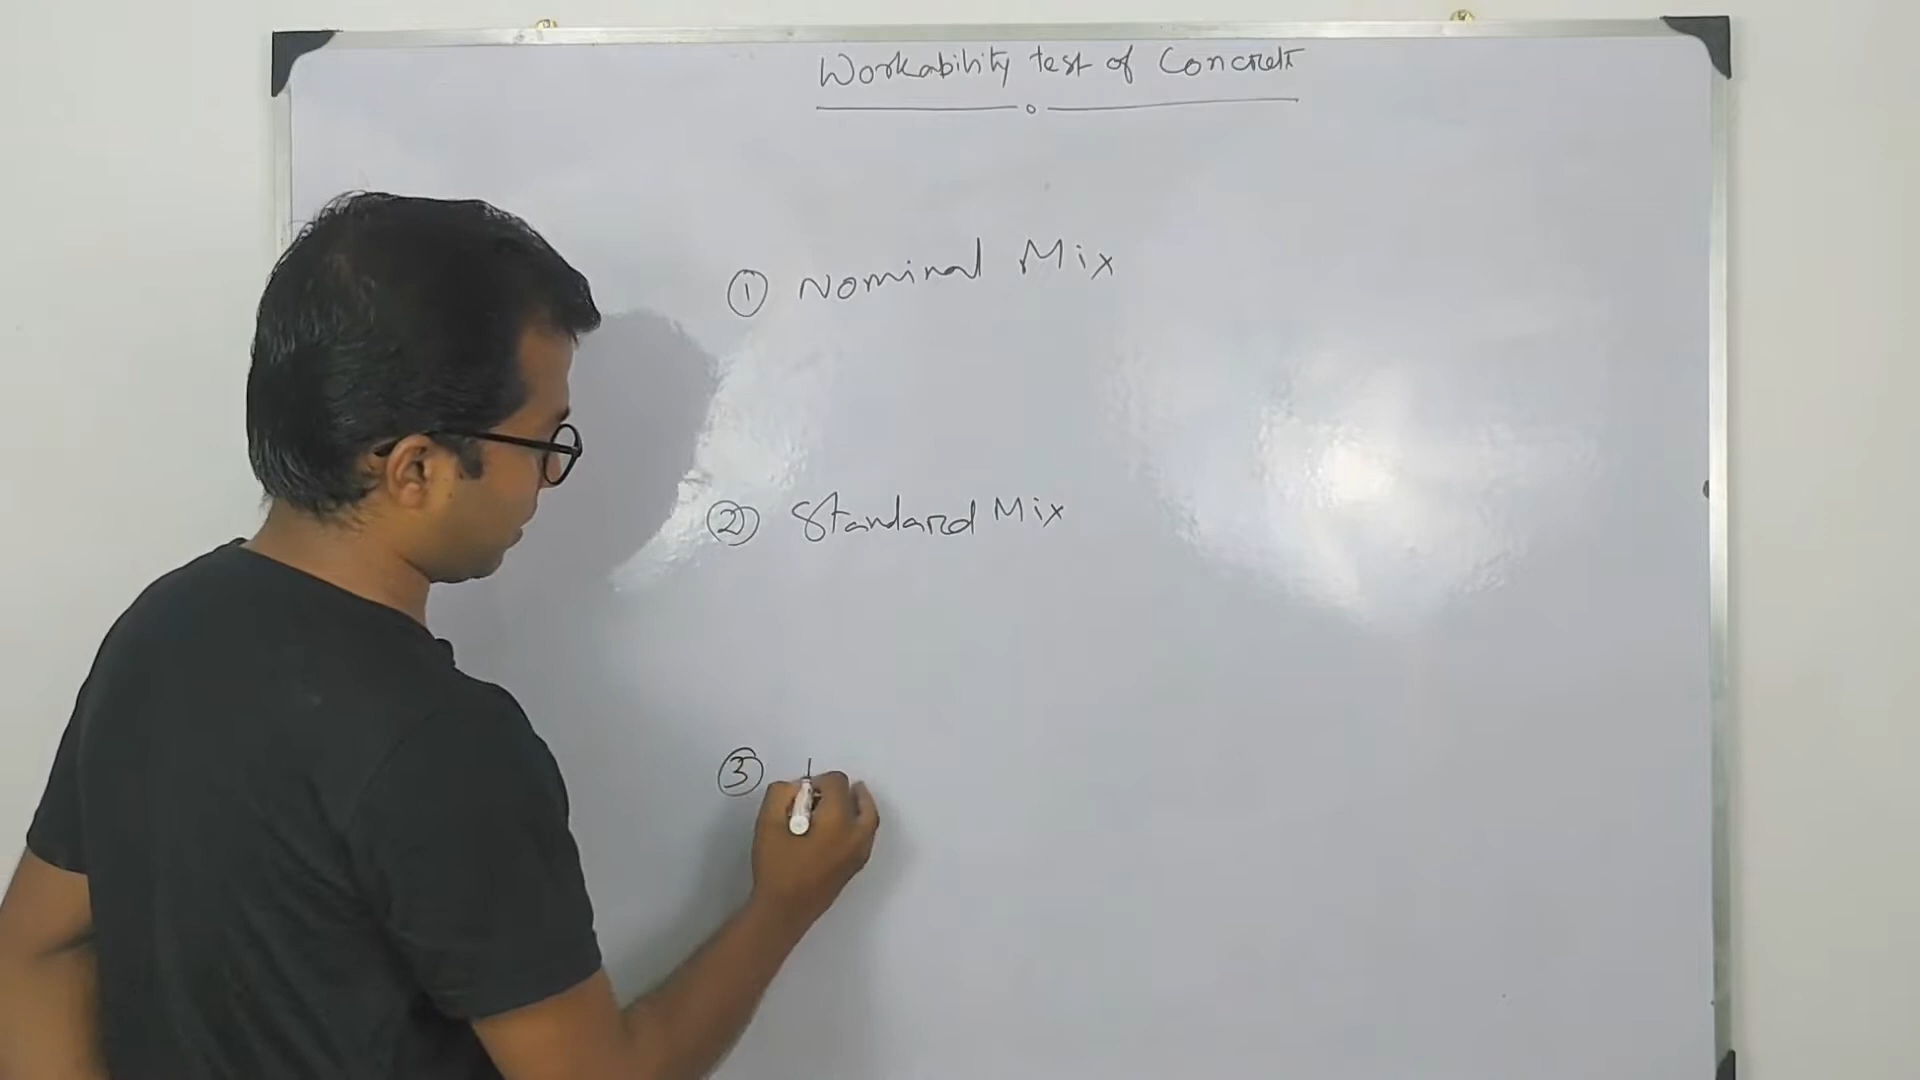 Workability test of Concrete
① Nominal Mix
② Standard Mix
③